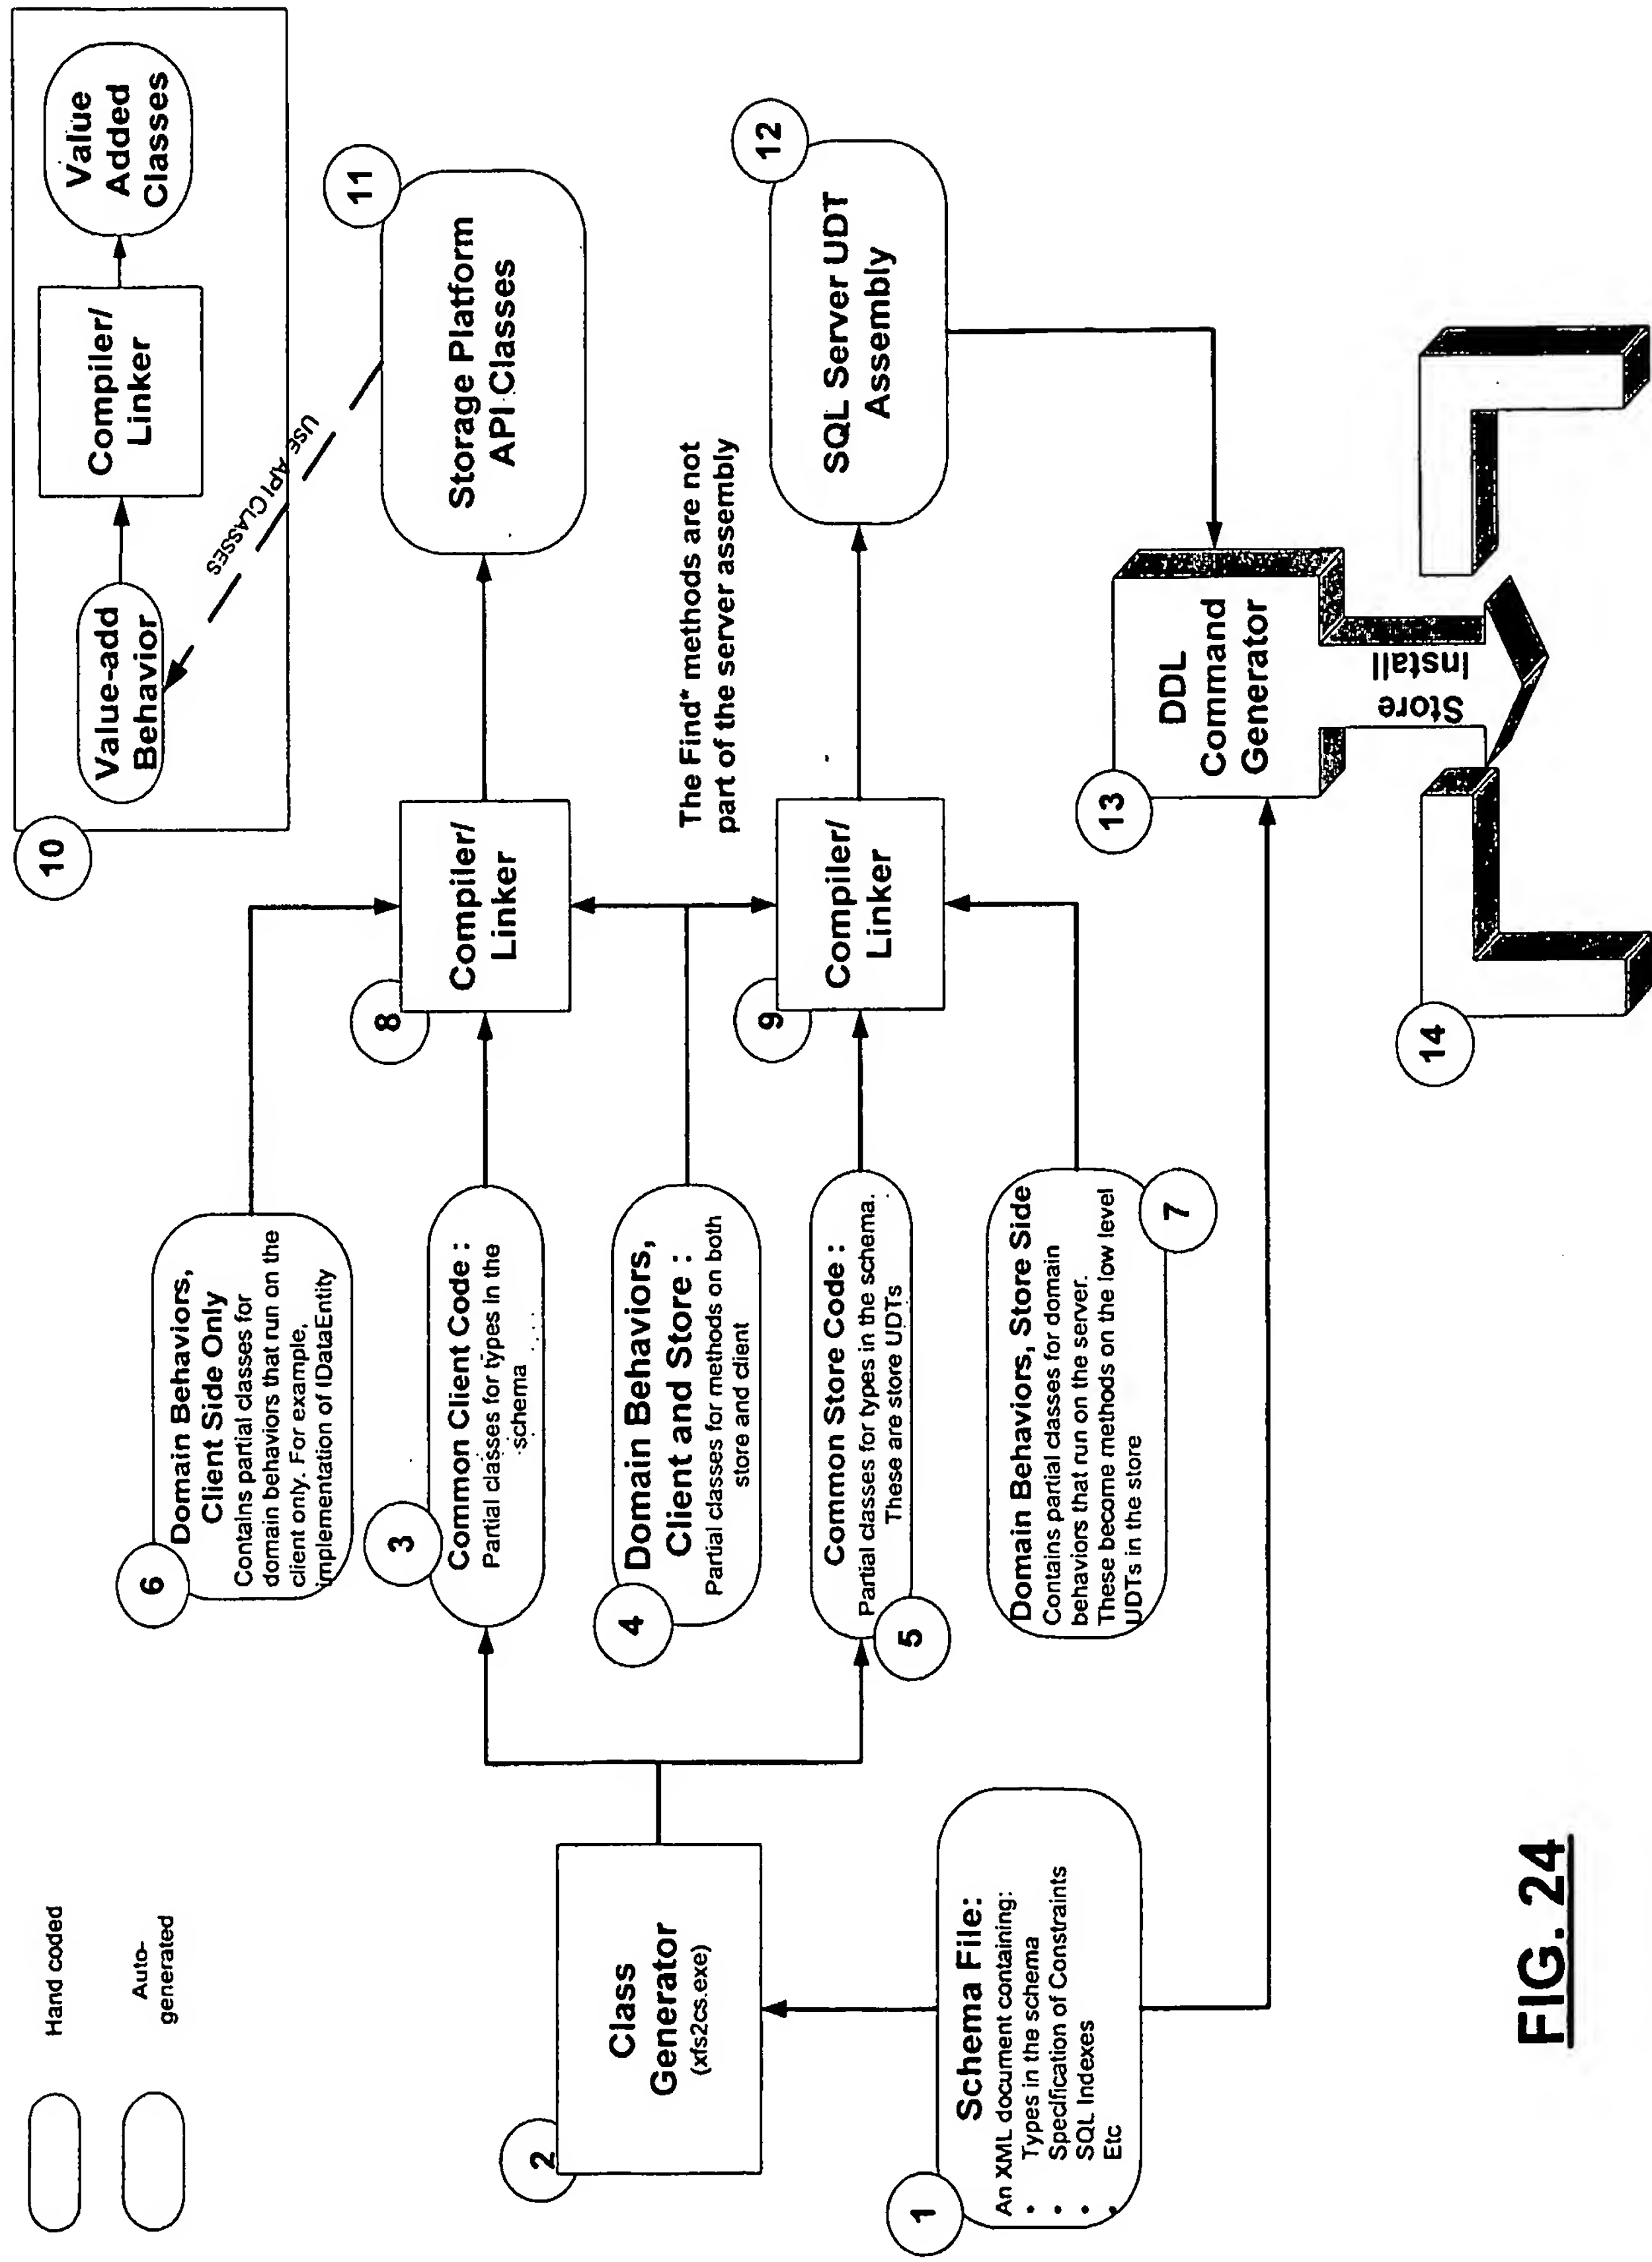 Hand coded
Auto-
generated
10
Value-add
Behavior
Compiler/
Linker
Value
Added
Classes
USE API CLASSES
6
Domain Behaviors,
Client Side Only
Contains partial classes for
domain behaviors that run on the
client only. For example,
implementation of IDataEntity
3
Common Client Code :
Partial classes for types in the
schema
8
Compiler/
Linker
11
Storage Platform
API Classes
2
Class
Generator
(xfs2cs.exe)
4
Domain Behaviors,
Client and Store :
Partial classes for methods on both
store and client
The Find* methods are not
part of the server assembly
5
Common Store Code :
Partial classes for types in the schema.
These are store UDTs
9
Compiler/
Linker
12
SQL Server UDT
Assembly
1
Schema File:
An XML document containing:
• Types in the schema
• Specification of Constraints
• SQL Indexes
• Etc
7
Domain Behaviors, Store Side
Contains partial classes for domain
behaviors that run on the server.
These become methods on the low level
UDTs in the store
13
DDL
Command
Generator
Store
Install
14
FIG. 24